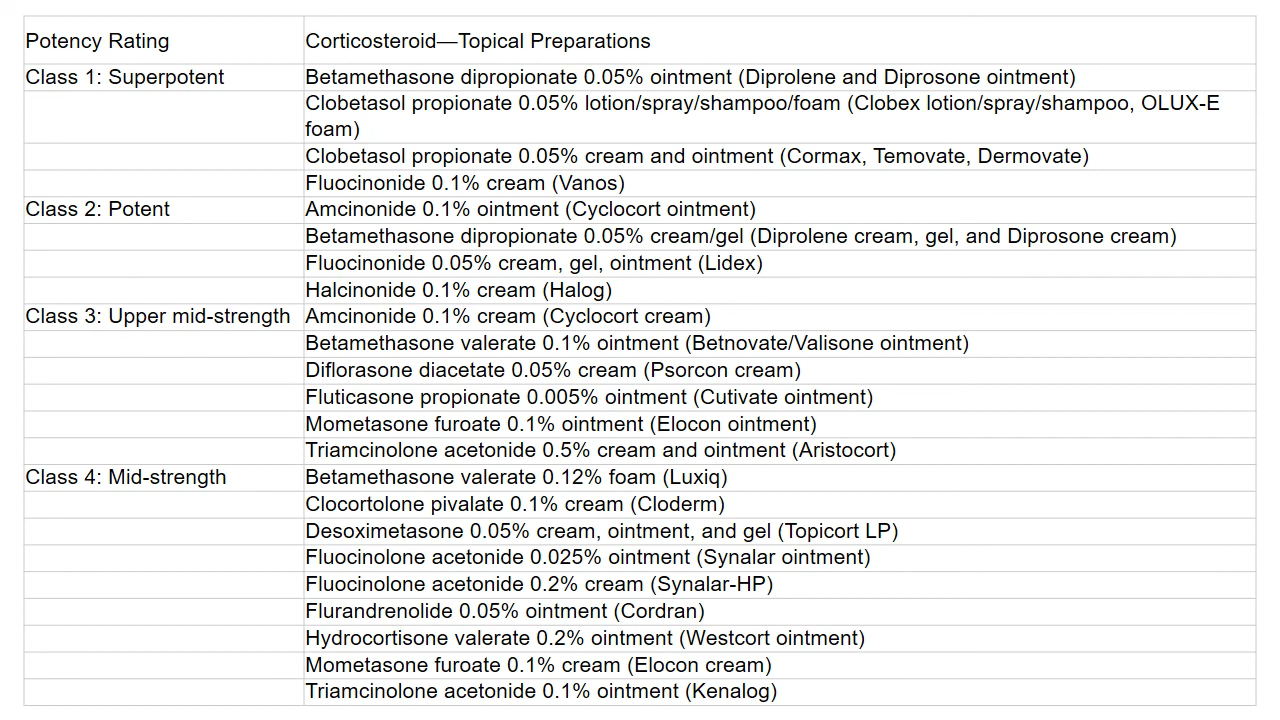 Potency Rating
Corticosteroid—Topical Preparations
Class 1: Superpotent
Betamethasone dipropionate 0.05% ointment (Diprolene and Diprosone ointment)
Clobetasol propionate 0.05% lotion/spray/shampoo/foam (Clobex lotion/spray/shampoo, OLUX-E
foam)
Clobetasol propionate 0.05% cream and ointment (Cormax, Temovate, Dermovate)
Fluocinonide 0.1% cream (Vanos)
Class 2: Potent
Amcinonide 0.1% ointment (Cyclocort ointment)
Betamethasone dipropionate 0.05% cream/gel (Diprolene cream, gel, and Diprosone cream)
Fluocinonide 0.05% cream, gel, ointment (Lidex)
Halcinonide 0.1% cream (Halog)
Class 3: Upper mid-strength
Amcinonide 0.1% cream (Cyclocort cream)
Betamethasone valerate 0.1% ointment (Betnovate/Valisone ointment)
Diflorasone diacetate 0.05% cream (Psorcon cream)
Fluticasone propionate 0.005% ointment (Cutivate ointment)
Mometasone furoate 0.1% ointment (Elocon ointment)
Triamcinolone acetonide 0.5% cream and ointment (Aristocort)
Class 4: Mid-strength
Betamethasone valerate 0.12% foam (Luxiq)
Clocortolone pivalate 0.1% cream (Cloderm)
Desoximetasone 0.05% cream, ointment, and gel (Topicort LP)
Fluocinolone acetonide 0.025% ointment (Synalar ointment)
Fluocinolone acetonide 0.2% cream (Synalar-HP)
Flurandrenolide 0.05% ointment (Cordran)
Hydrocortisone valerate 0.2% ointment (Westcort ointment)
Mometasone furoate 0.1% cream (Elocon cream)
Triamcinolone acetonide 0.1% ointment (Kenalog)